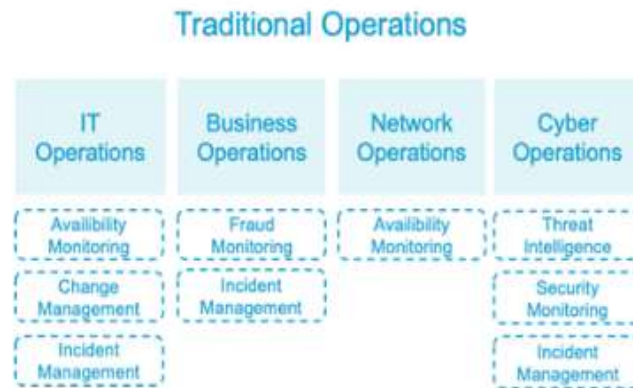 Traditional Operations
IT
Operations
Business
Operations
Network
Operations
Cyber
Operations
Availibility
Monitoring
Fraud
Monitoring
Availibility
Monitoring
Threat
Intelligence
Change
Management
Incident
Management
Security
Monitoring
Incident
Management
Incident
Management